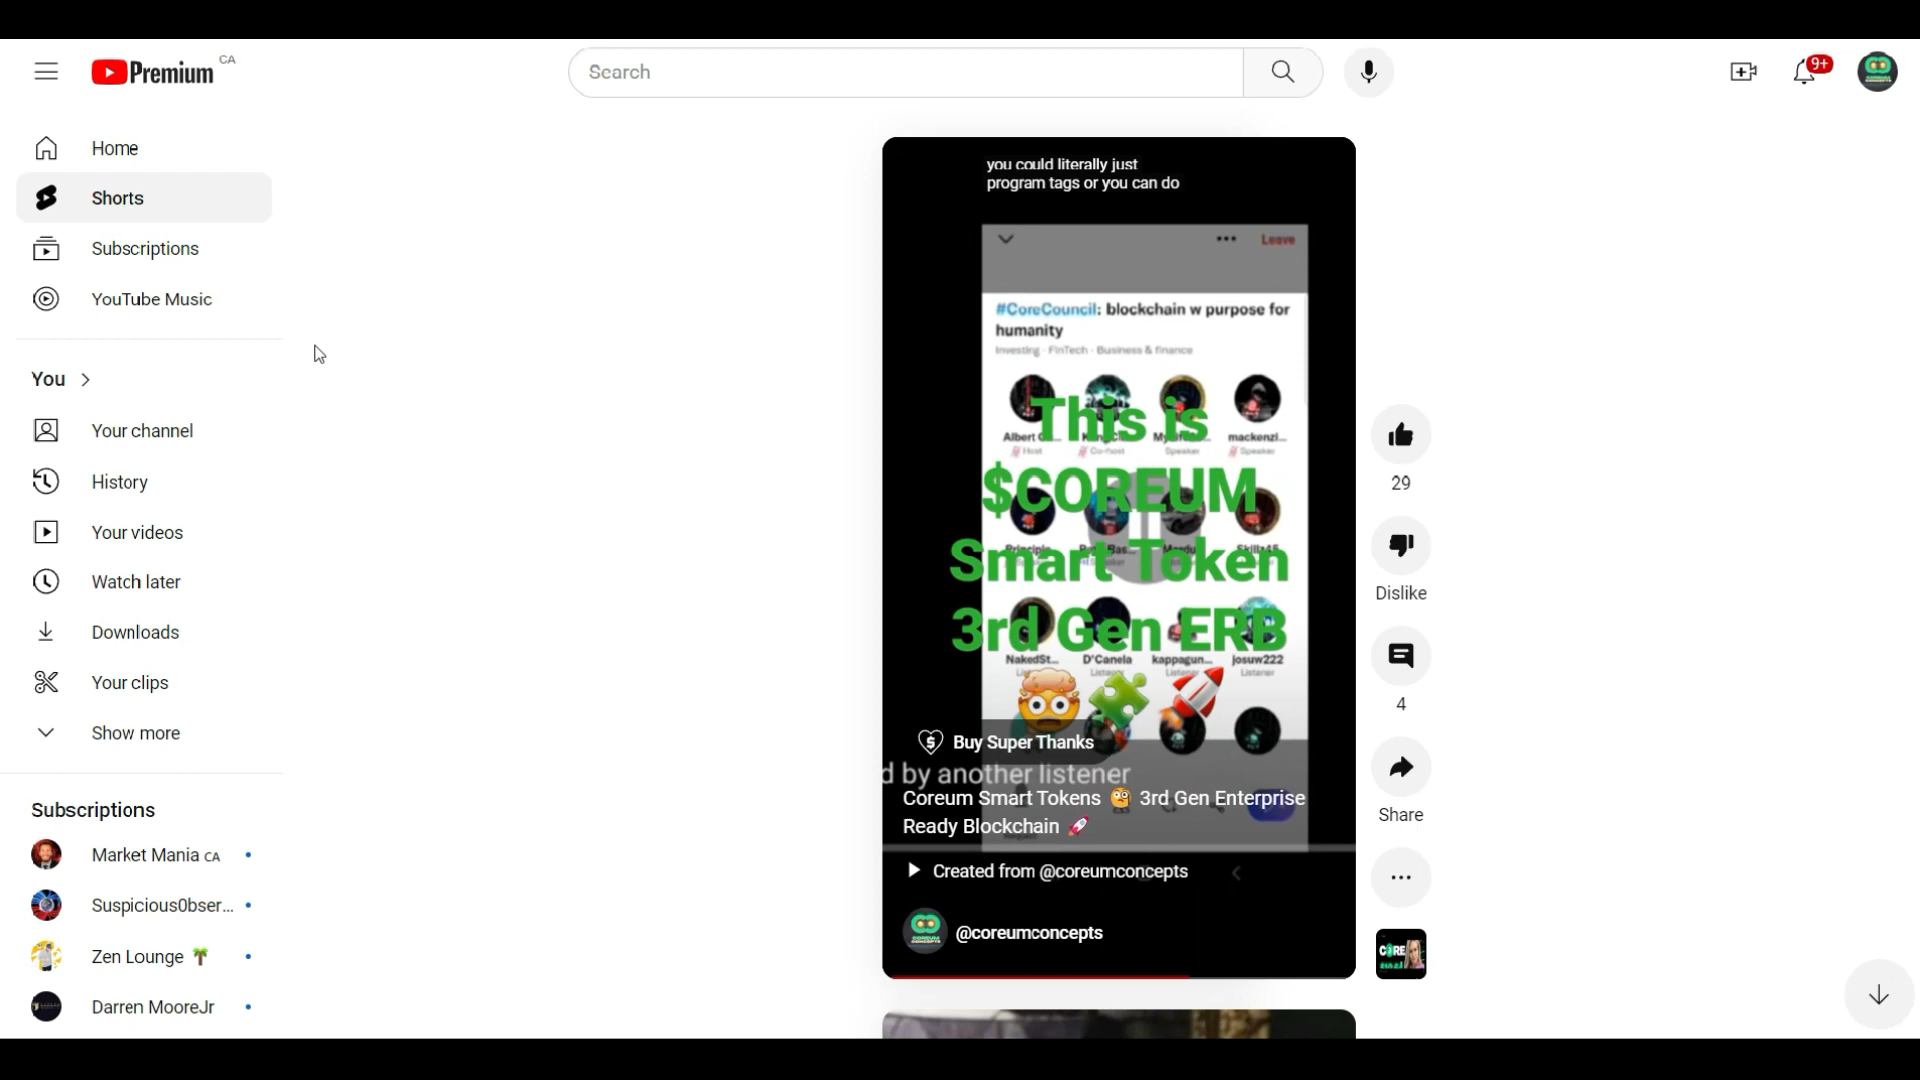 Premium CA
Search
9+
Home
Shorts
Subscriptions
YouTube Music
You
Your channel
History
Your videos
Watch later
Downloads
Your clips
Show more
Subscriptions
Market Mania CA
Suspicious0bser...
Zen Lounge
Darren MooreJr
you could literally just
program tags or you can do
Leave
#CoreCouncil: blockchain w purpose for
humanity
Investing · FinTech · Business & finance
This is
$COREUM
Smart Token
3rd Gen ERB
Albert
mackenzi...
Host
Co-host
Speaker
Speaker
NakedSt...
D'Canela
kappagun...
josuw222
Listener
Listener
Buy Super Thanks
d by another listener
Coreum Smart Tokens 🧐 3rd Gen Enterprise
Ready Blockchain 🚀
Created from @coreumconcepts
@coreumconcepts
29
Dislike
4
Share
CORE